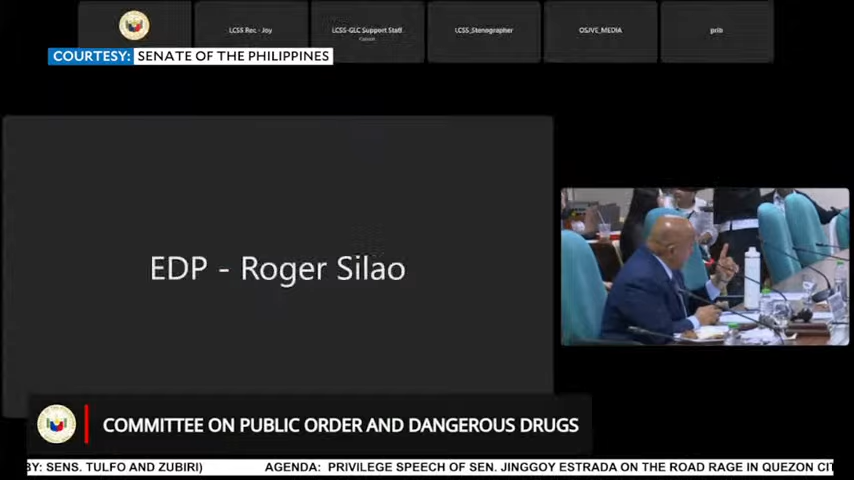 LCSS Rec - Joy
LCSS-GLC Support Staff
LCSS_Stenographer
OSJVE_MEDIA
prib
COURTESY: SENATE OF THE PHILIPPINES
EDP - Roger Silao
COMMITTEE ON PUBLIC ORDER AND DANGEROUS DRUGS
BY: SENS. TULFO AND ZUBIRI) AGENDA: PRIVILEGE SPEECH OF SEN. JINGGOY ESTRADA ON THE ROAD RAGE IN QUEZON CIT